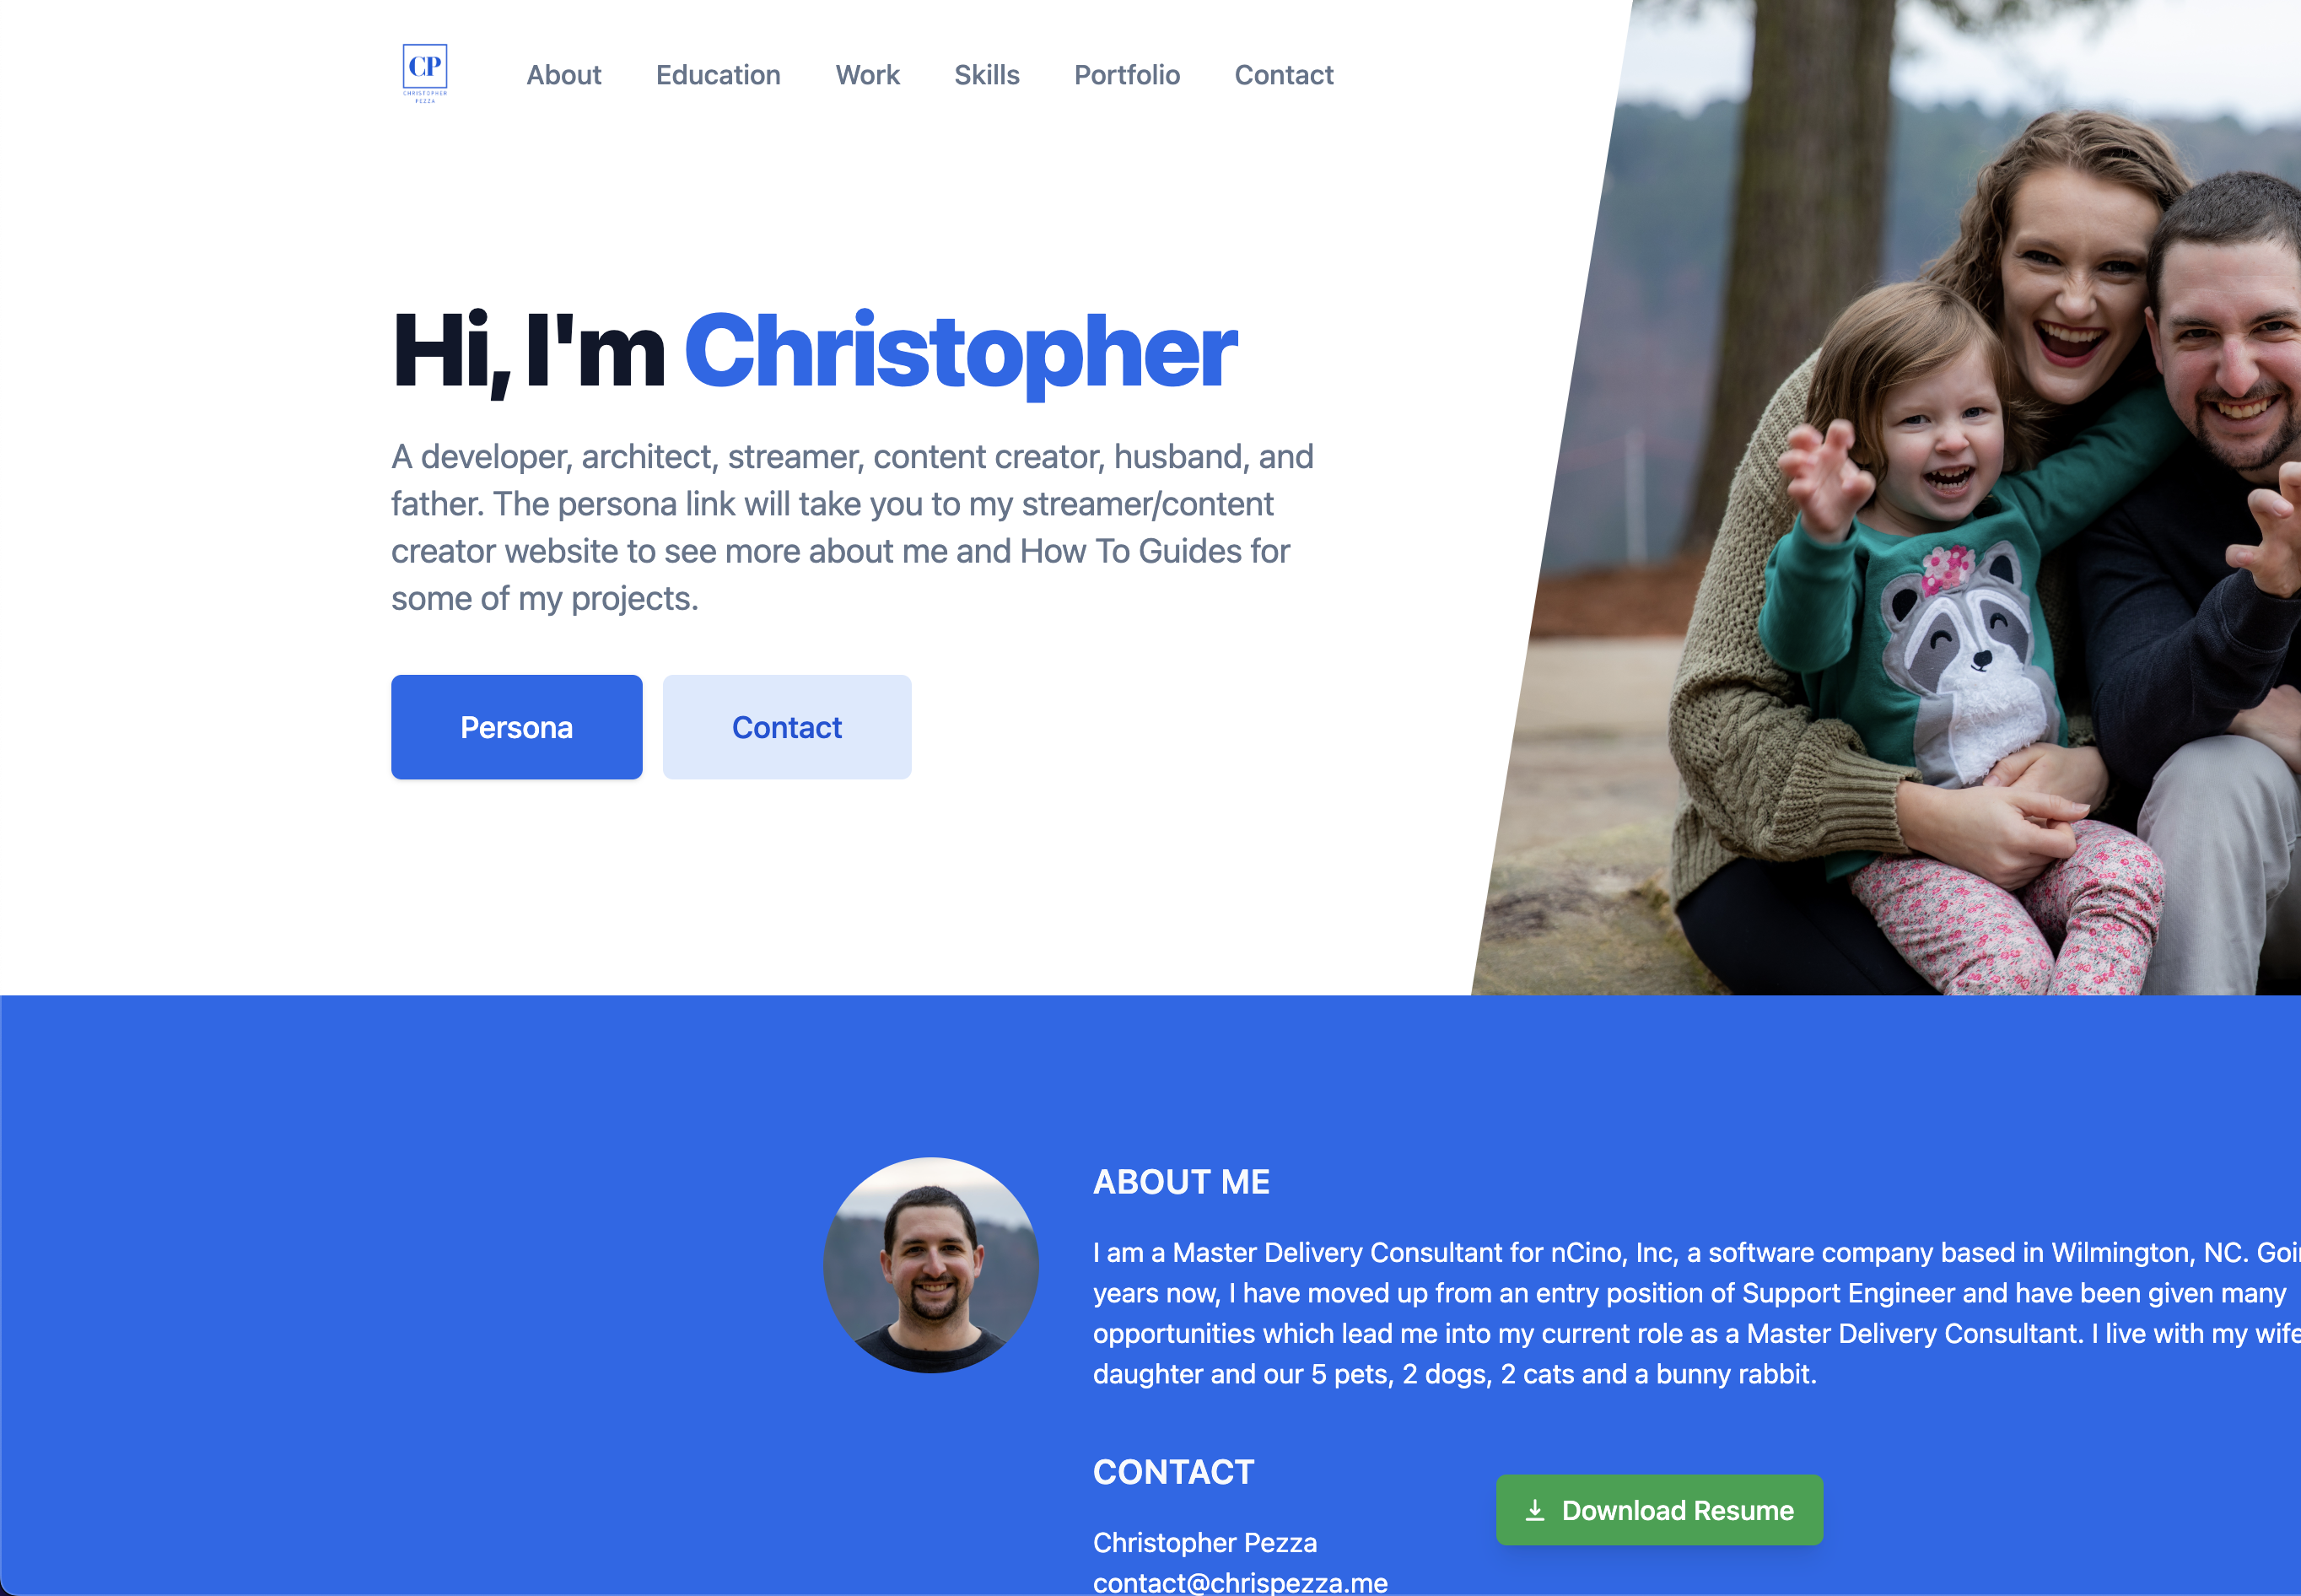 CP
CHRISTOPHER
PEZZA
About Education Work Skills Portfolio Contact
Hi, I'm Christopher
A developer, architect, streamer, content creator, husband, and
father. The persona link will take you to my streamer/content
creator website to see more about me and How To Guides for
some of my projects.
Persona Contact
ABOUT ME
I am a Master Delivery Consultant for nCino, Inc, a software company based in Wilmington, NC.
years now, I have moved up from an entry position of Support Engineer and have been given many
opportunities which lead me into my current role as a Master Delivery Consultant. I live with my wife
daughter and our 5 pets, 2 dogs, 2 cats and a bunny rabbit.
CONTACT
Download Resume
Christopher Pezza
contact@chrispezza.me